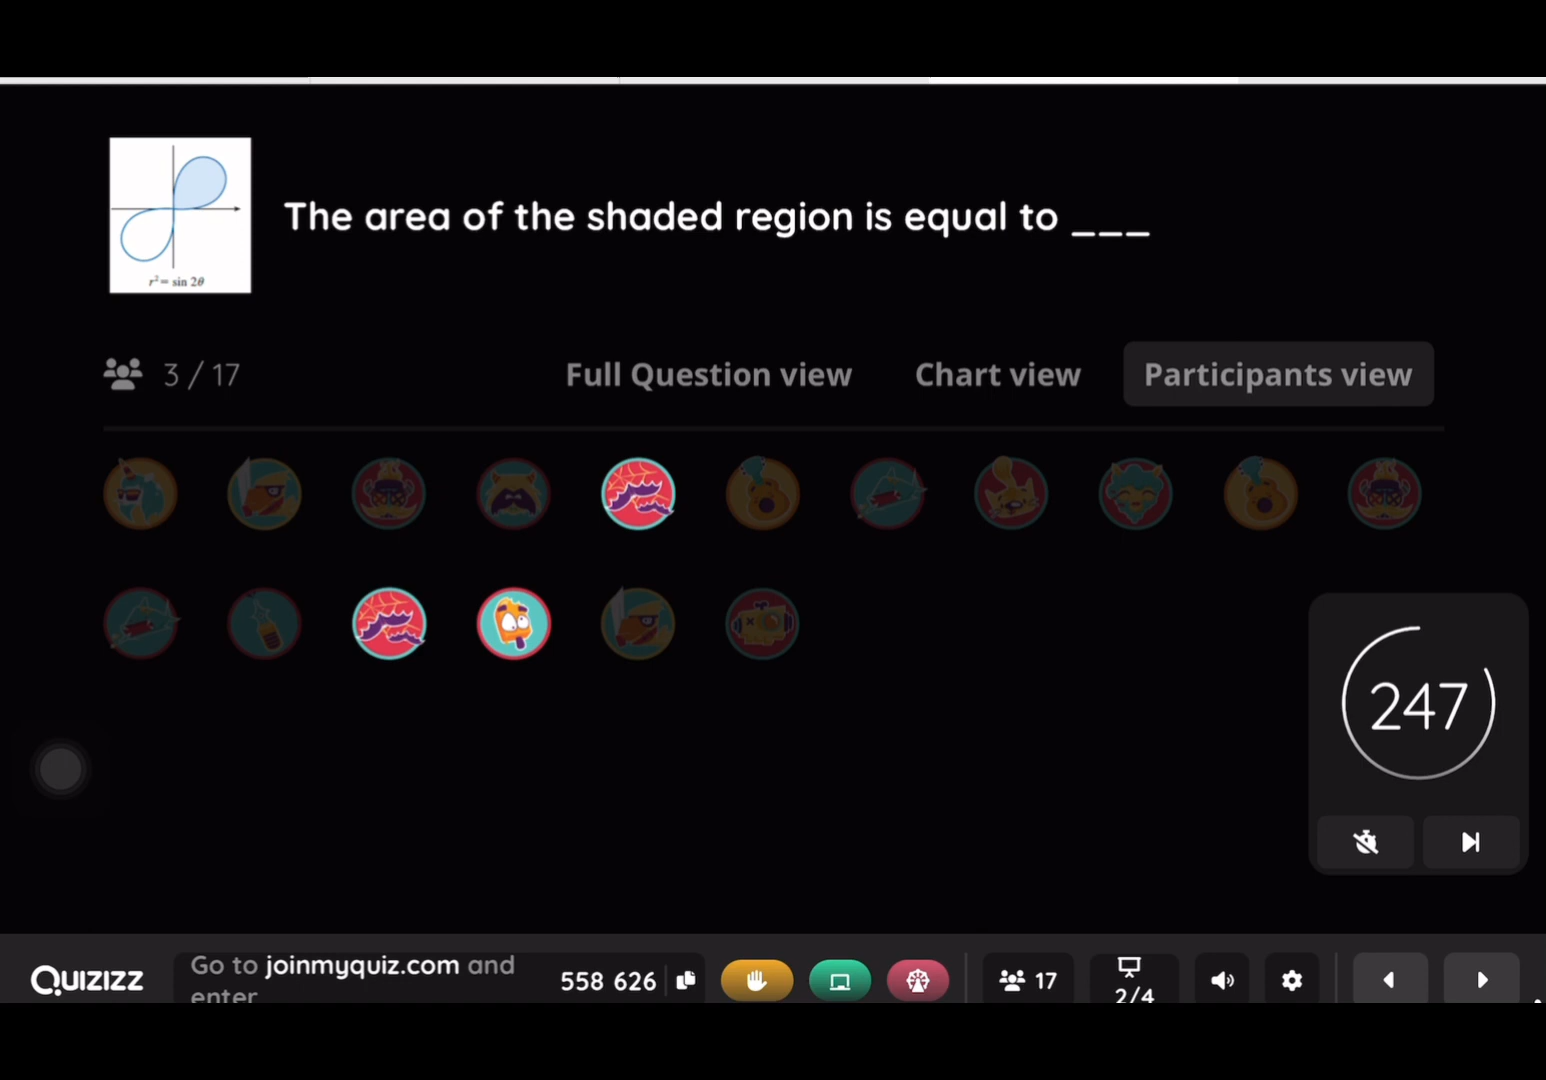 The area of the shaded region is equal to ___
r² = sin 2θ
3 / 17
Full Question view
Chart view
Participants view
247
QUIZIZZ
Go to joinmyquiz.com and
enter
558 626
17
2/4